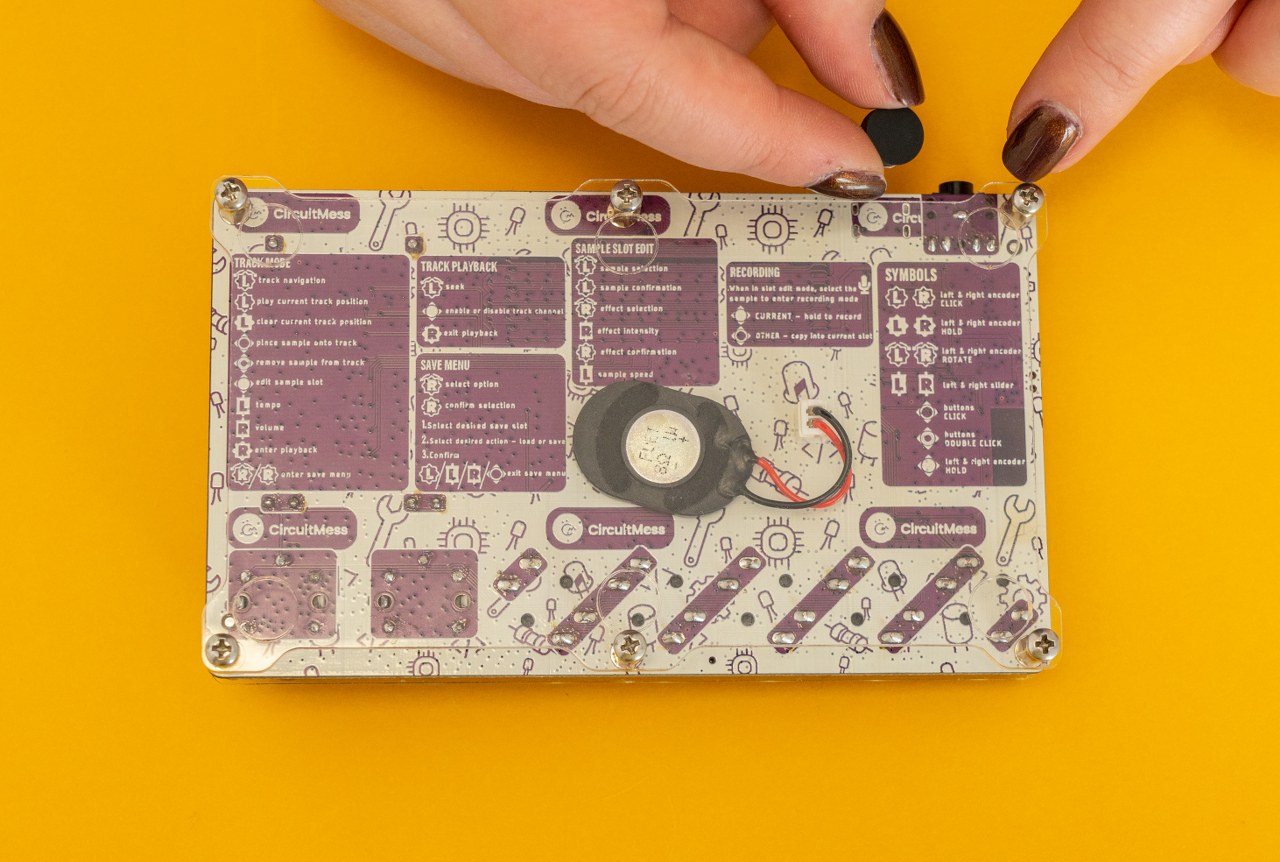 CircuitMess
CircuitMess
Circu
TRACK MODE
L track navigation
L play current track position
L clear current track position
place sample onto track
remove sample from track
edit sample slot
L tempo
R volume
R enter playback
R/R enter save menu
TRACK PLAYBACK
L seek
enable or disable track channel
R exit playback
SAVE MENU
R select option
R confirm selection
1.Select desired save slot
2.Select desired action - load or save
3.Confirm
L/L/R/ exit save menu
SAMPLE SLOT EDIT
L sample selection
L sample confirmation
R effect selection
R effect intensity
R effect confirmation
L sample speed
RECORDING
When in slot edit mode, select the
sample to enter recording mode
CURRENT - hold to record
OTHER - copy into current slot
SYMBOLS
L R left & right encoder
CLICK
L R left & right encoder
HOLD
L R left & right encoder
ROTATE
L R left & right slider
buttons
CLICK
buttons
DOUBLE CLICK
left & right encoder
HOLD
CircuitMess
CircuitMess
CircuitMess